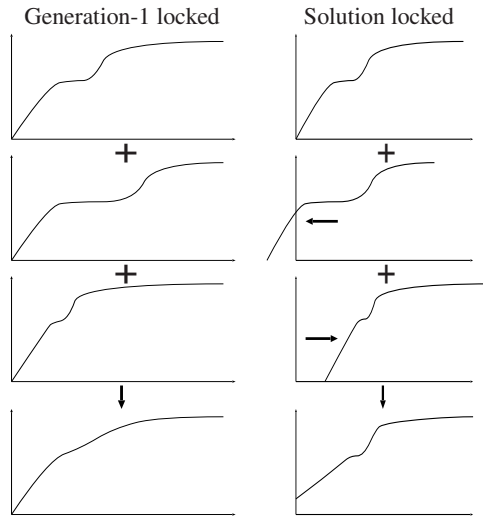 Generation-1 locked
Solution locked
+
+
+
+